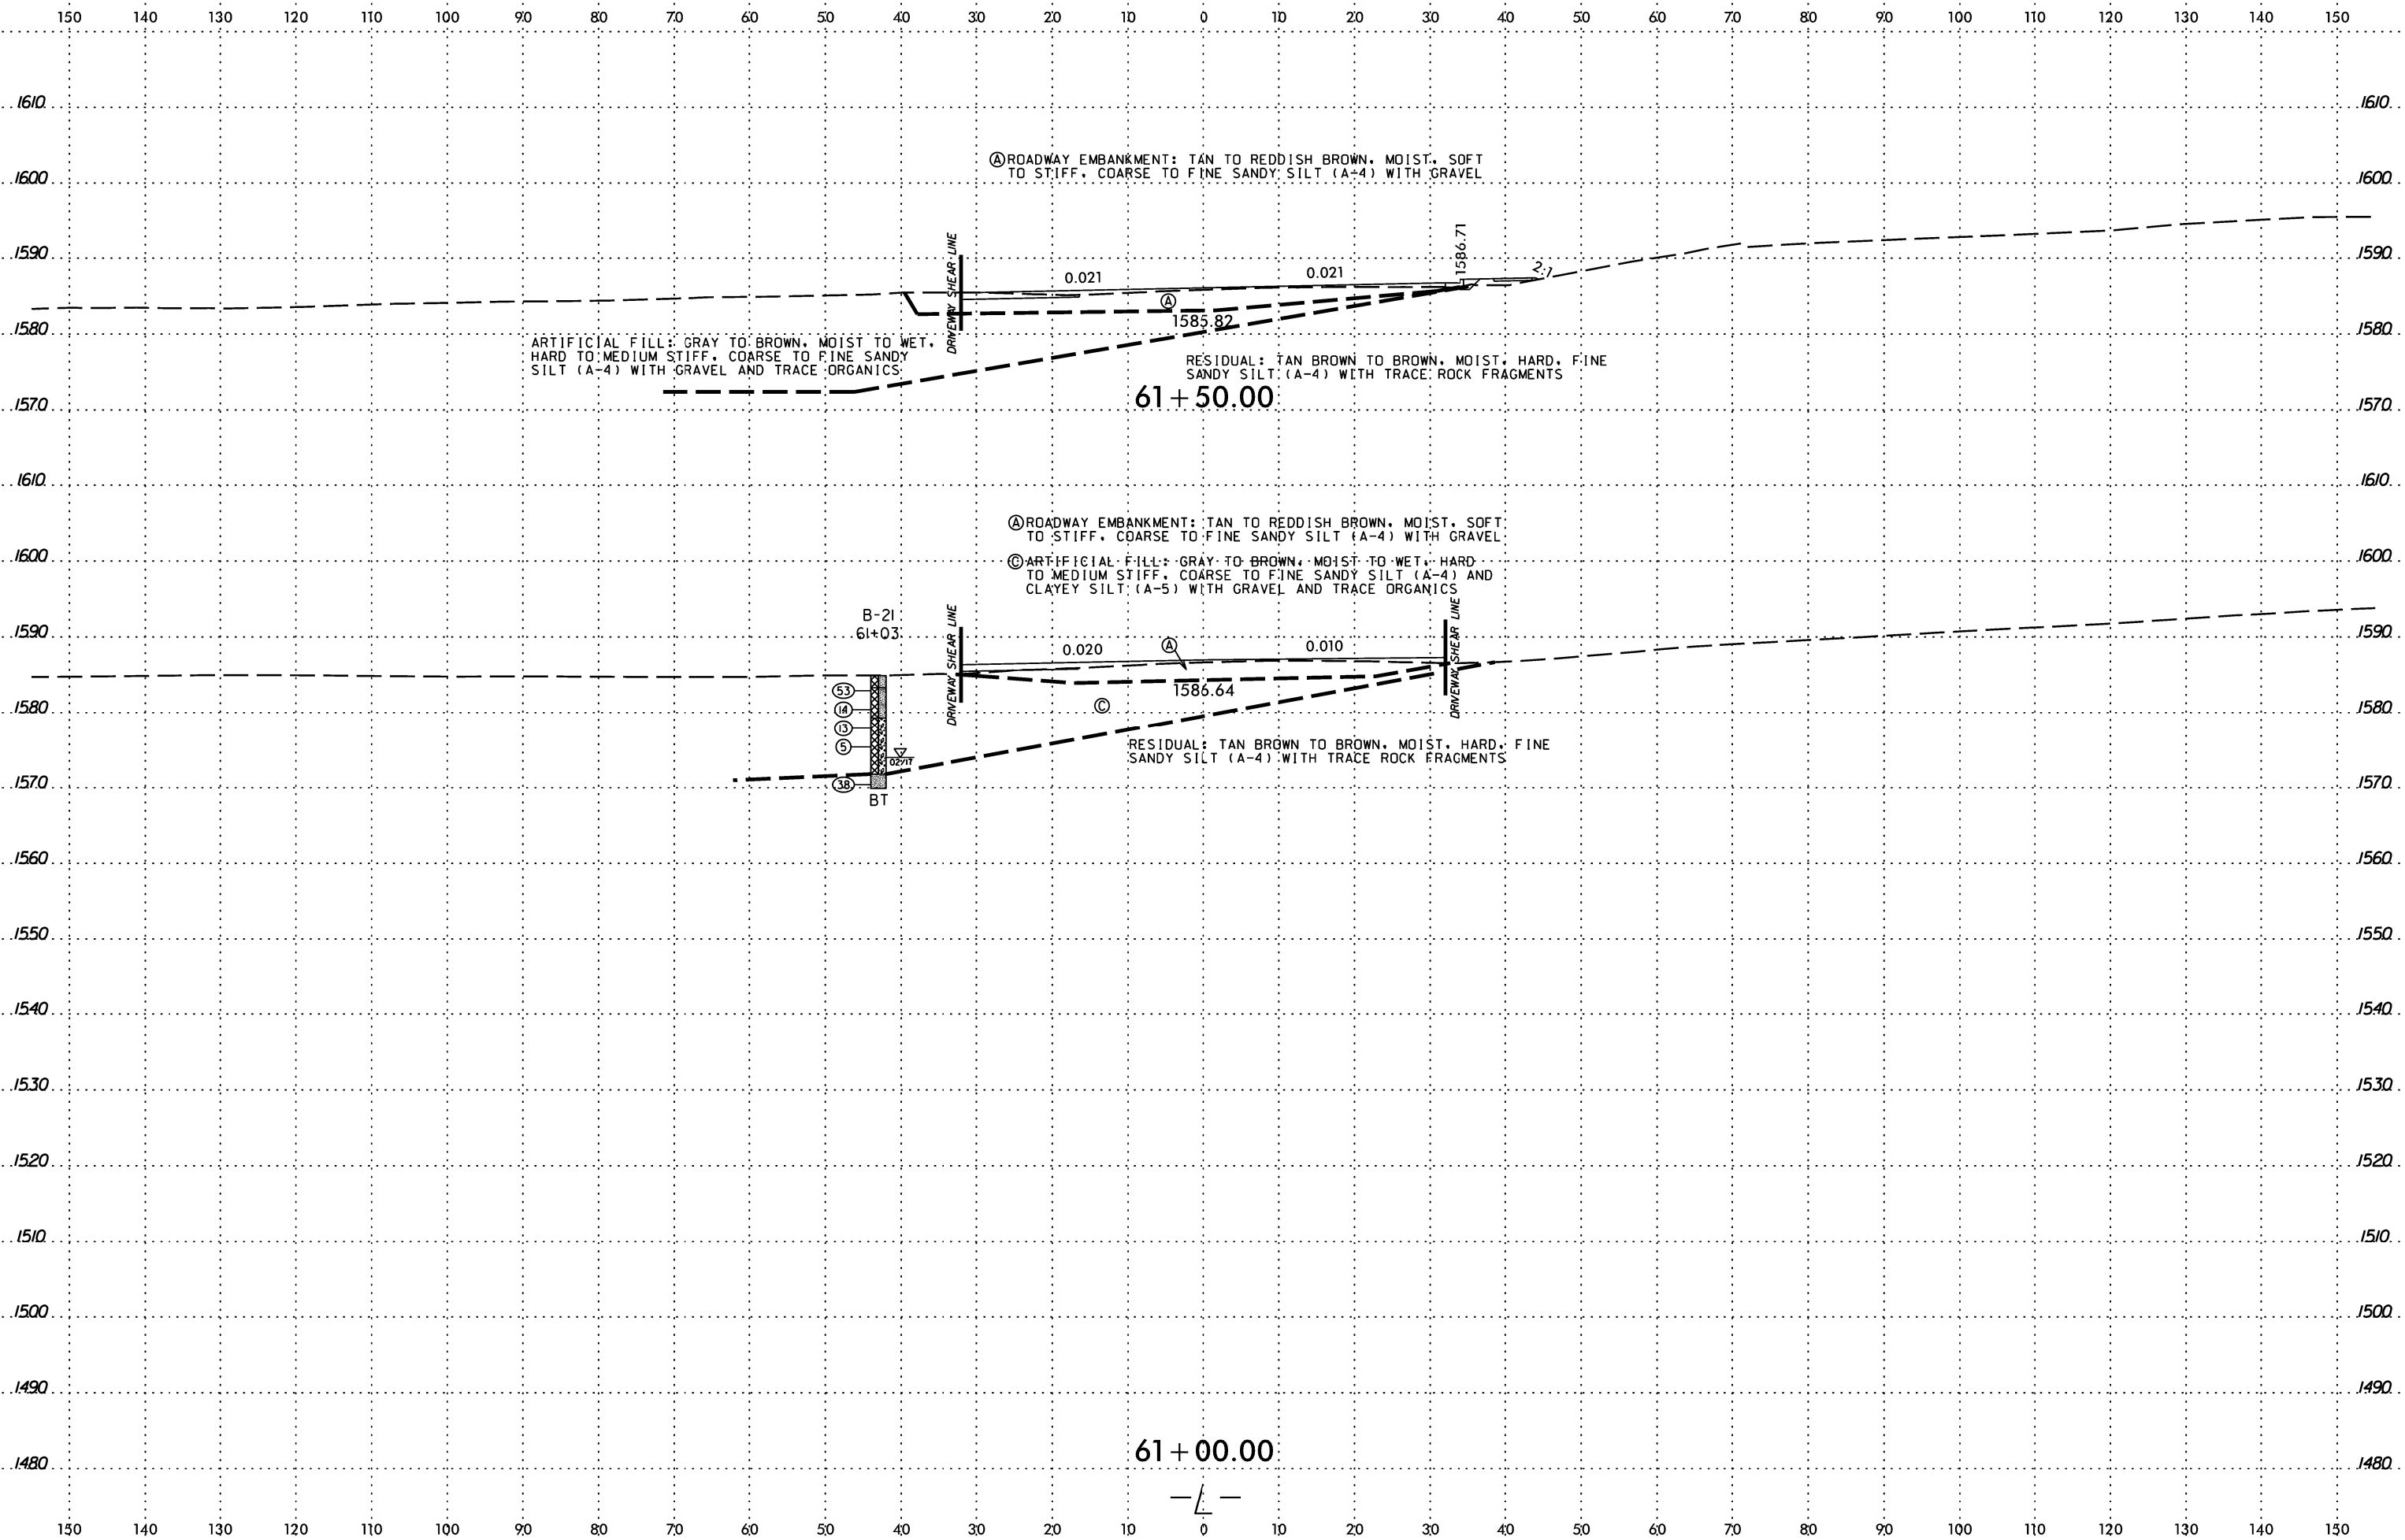 150 140 130 120 110 100 90 80 70 60 50 40 30 20 10 0 10 20 30 40 50 60 70 80 90 100 110 120 130 140 150
1610 1610
Ⓐ ROADWAY EMBANKMENT: TAN TO REDDISH BROWN, MOIST, SOFT
TO STIFF, COARSE TO FINE SANDY SILT (A-4) WITH GRAVEL
1600 1600
1590 1590
DRIVEWAY SHEAR LINE
0.021 0.021
1586.71
2:1
Ⓐ
1585.82
1580 1580
ARTIFICIAL FILL: GRAY TO BROWN, MOIST TO WET,
HARD TO MEDIUM STIFF, COARSE TO FINE SANDY
SILT (A-4) WITH GRAVEL AND TRACE ORGANICS
RESIDUAL: TAN BROWN TO BROWN, MOIST, HARD, FINE
SANDY SILT (A-4) WITH TRACE ROCK FRAGMENTS
61+50.00
1570 1570
1610 1610
Ⓐ ROADWAY EMBANKMENT: TAN TO REDDISH BROWN, MOIST, SOFT
TO STIFF, COARSE TO FINE SANDY SILT (A-4) WITH GRAVEL
1600 1600
Ⓒ ARTIFICIAL FILL: GRAY TO BROWN, MOIST TO WET, HARD
TO MEDIUM STIFF, COARSE TO FINE SANDY SILT (A-4) AND
CLAYEY SILT (A-5) WITH GRAVEL AND TRACE ORGANICS
B-21
61+03
1590 1590
DRIVEWAY SHEAR LINE
DRIVEWAY SHEAR LINE
0.020 Ⓐ 0.010
1586.64
53
14
13
5
38
Ⓒ
1580 1580
02/17
RESIDUAL: TAN BROWN TO BROWN, MOIST, HARD, FINE
SANDY SILT (A-4) WITH TRACE ROCK FRAGMENTS
1570 1570
BT
1560 1560
1550 1550
1540 1540
1530 1530
1520 1520
1510 1510
1500 1500
1490 1490
61+00.00
1480 1480
-L-
150 140 130 120 110 100 90 80 70 60 50 40 30 20 10 0 10 20 30 40 50 60 70 80 90 100 110 120 130 140 150